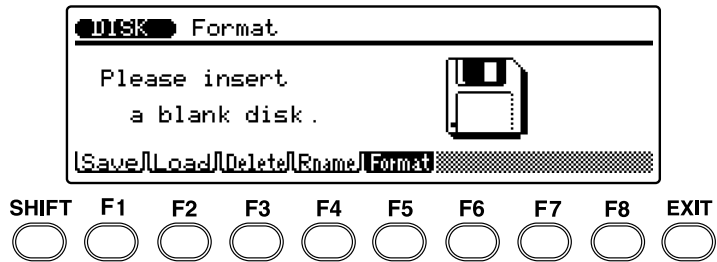 DISK Format
Please insert
a blank disk.
Save Load Delete Rname Format
SHIFT F1 F2 F3 F4 F5 F6 F7 F8 EXIT